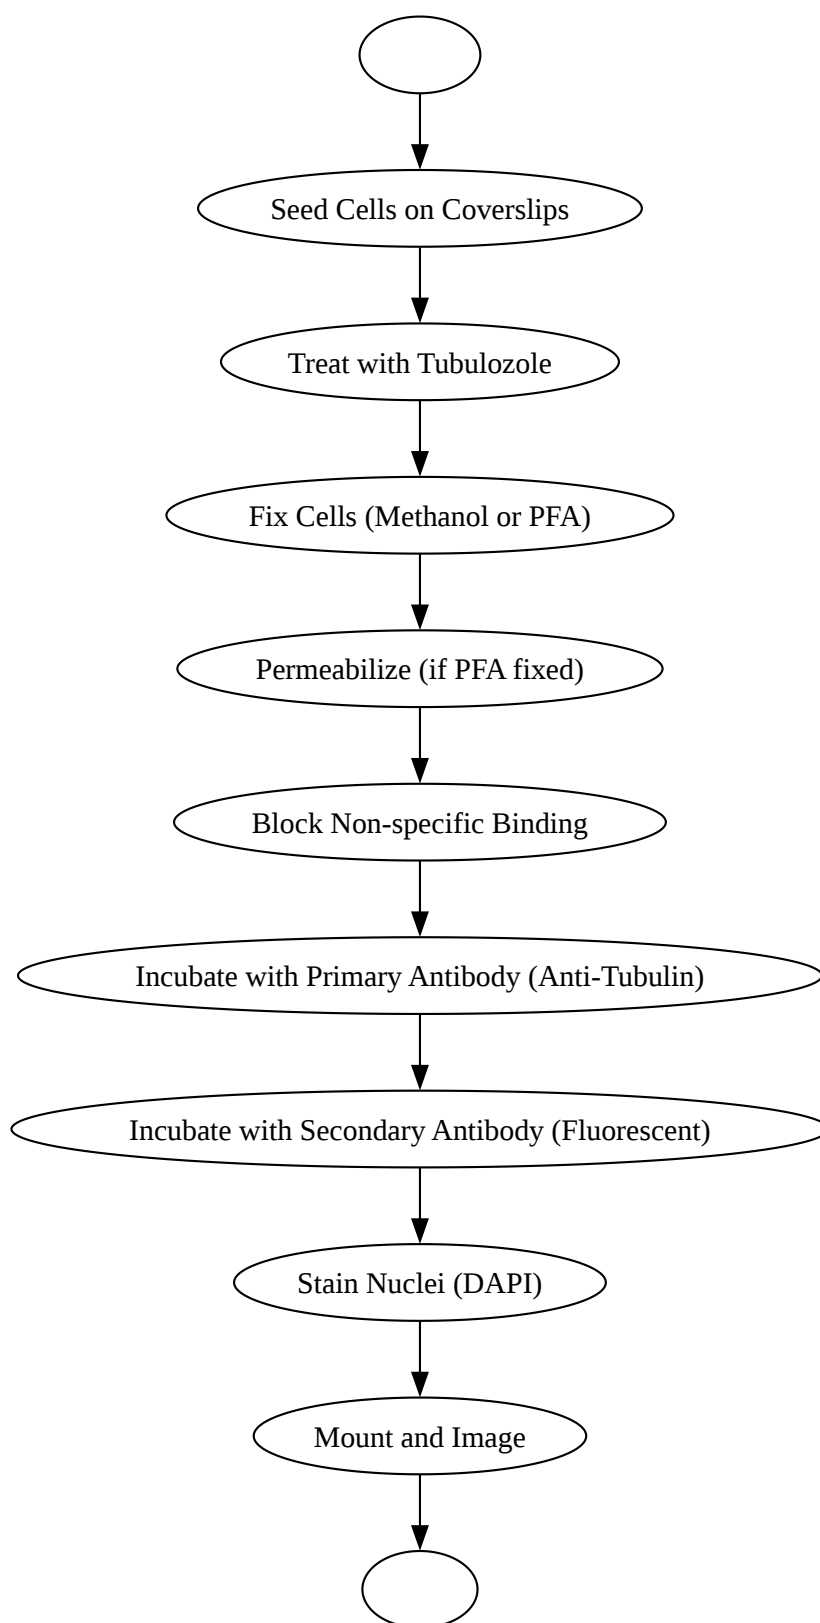 Seed Cells on Coverslips
Treat with Tubulozole
Fix Cells (Methanol or PFA)
Permeabilize (if PFA fixed)
Block Non-specific Binding
Incubate with Primary Antibody (Anti-Tubulin)
Incubate with Secondary Antibody (Fluorescent)
Stain Nuclei (DAPI)
Mount and Image